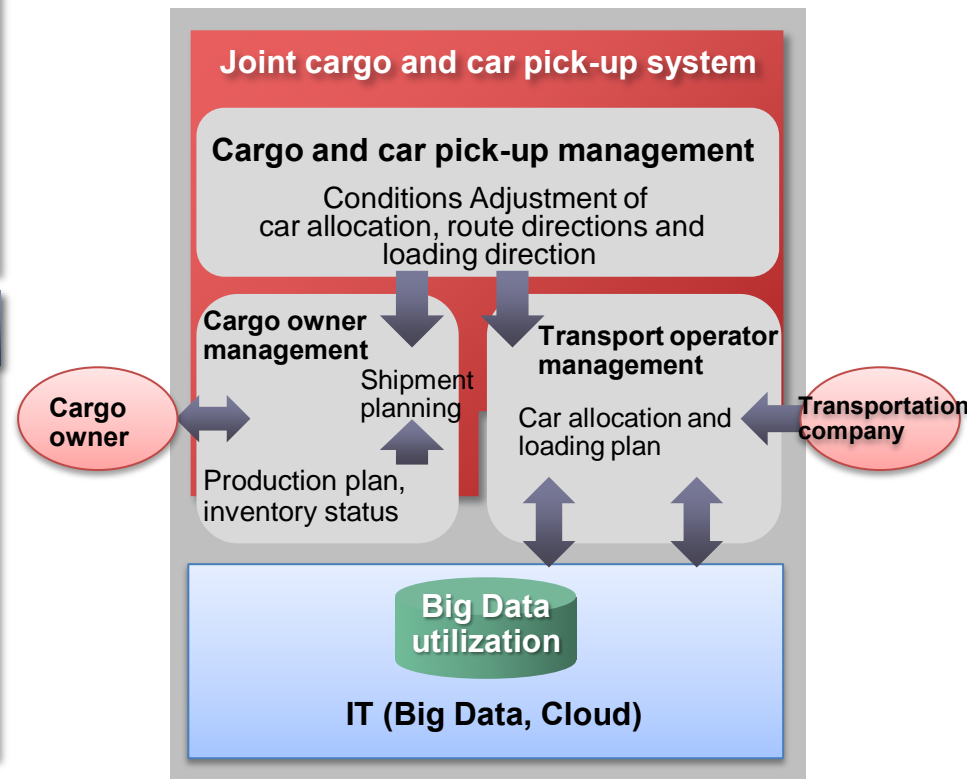 Joint cargo and car pick-up system
Cargo and car pick-up management
Conditions Adjustment of
car allocation, route directions and
loading direction
Cargo owner
management
Shipment
planning
Production plan,
inventory status
Transport operator
management
Car allocation and
loading plan
Cargo
owner
Transportation
company
Big Data
utilization
IT (Big Data, Cloud)